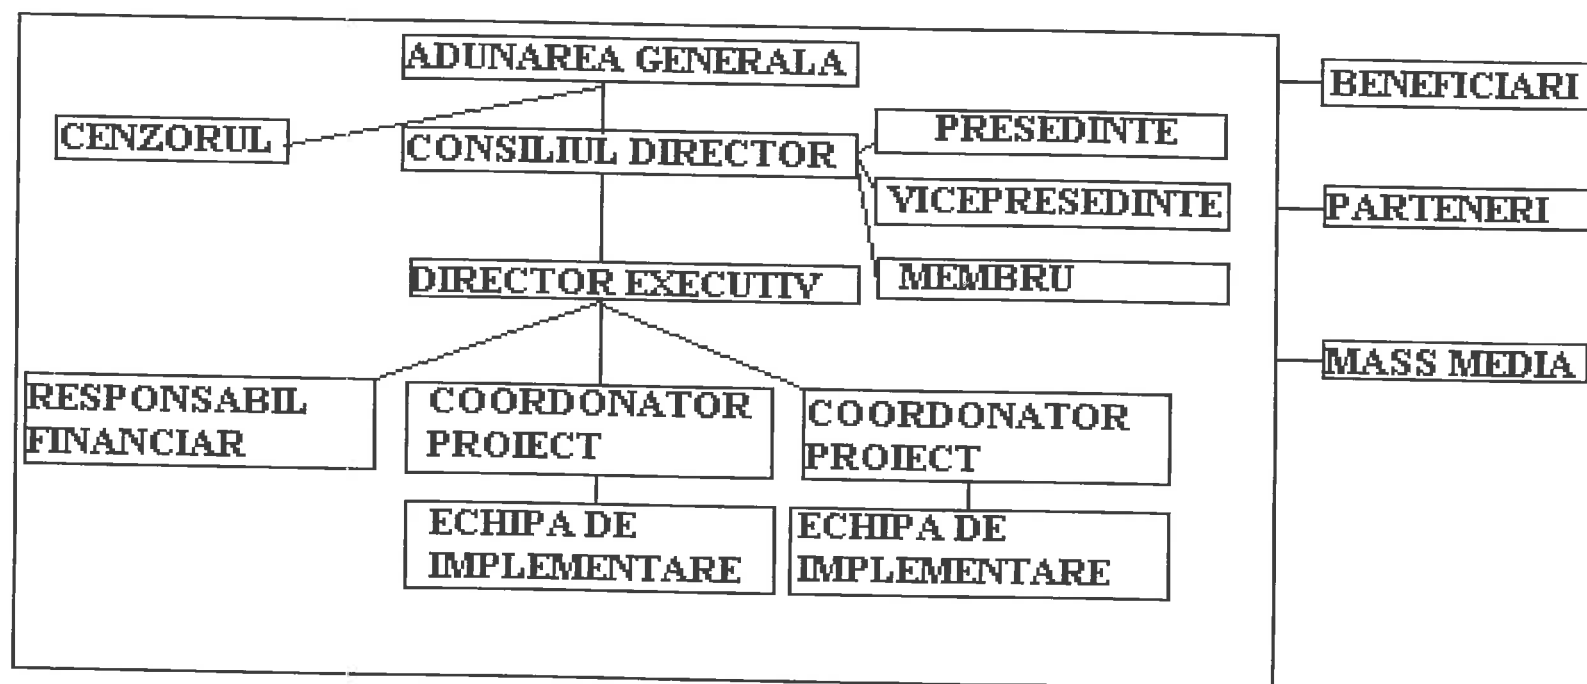 ADUNAREA GENERALA
BENEFICIARI
CENZORUL
CONSILIUL DIRECTOR
PRESEDINTE
VICEPRESEDINTE
PARTENERI
DIRECTOR EXECUTIV
MEMBRU
MASS MEDIA
RESPONSABIL
FINANCIAR
COORDONATOR
PROIECT
COORDONATOR
PROIECT
ECHIPA DE
IMPLEMENTARE
ECHIPA DE
IMPLEMENTARE